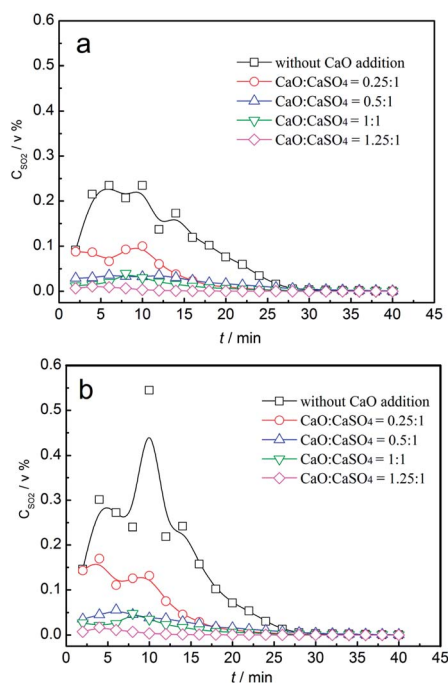 a
0.6
0.5
0.4
0.3
0.2
0.1
0.0
C_SO2 / v %
without CaO addition
CaO:CaSO4 = 0.25:1
CaO:CaSO4 = 0.5:1
CaO:CaSO4 = 1:1
CaO:CaSO4 = 1.25:1
0 5 10 15 20 25 30 35 40 45
t / min
b
0.6
0.5
0.4
0.3
0.2
0.1
0.0
C_SO2 / v %
without CaO addition
CaO:CaSO4 = 0.25:1
CaO:CaSO4 = 0.5:1
CaO:CaSO4 = 1:1
CaO:CaSO4 = 1.25:1
0 5 10 15 20 25 30 35 40 45
t / min